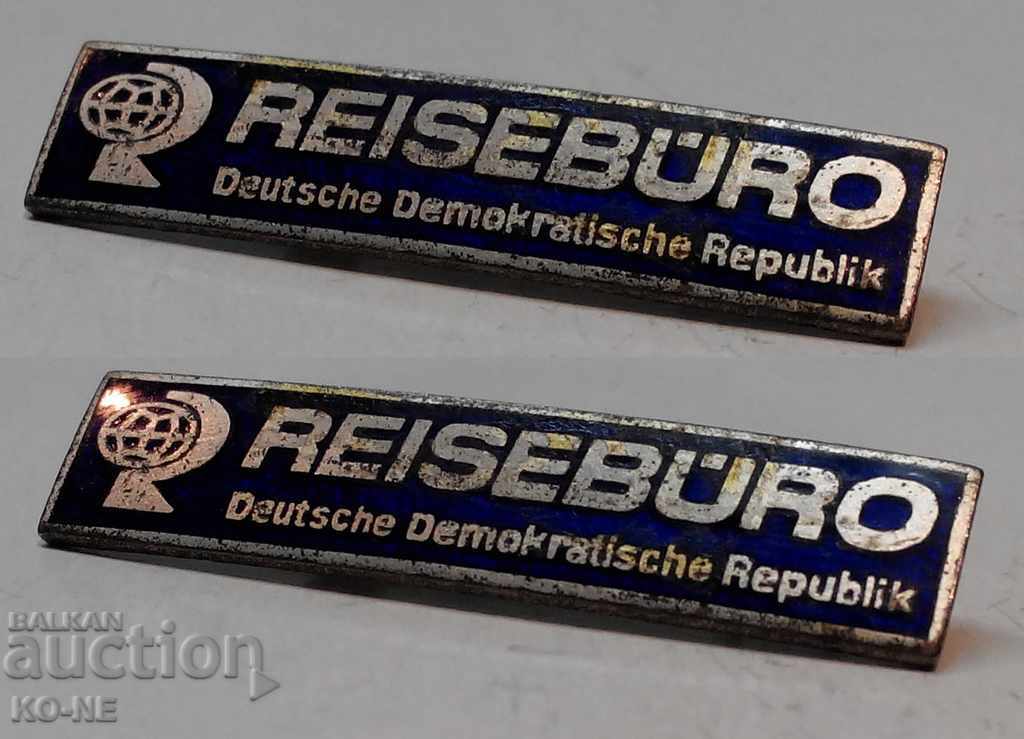 REISEBÜRO
Deutsche Demokratische Republik
REISEBÜRO
Deutsche Demokratische Republik
BALKAN
auction
KO-NE